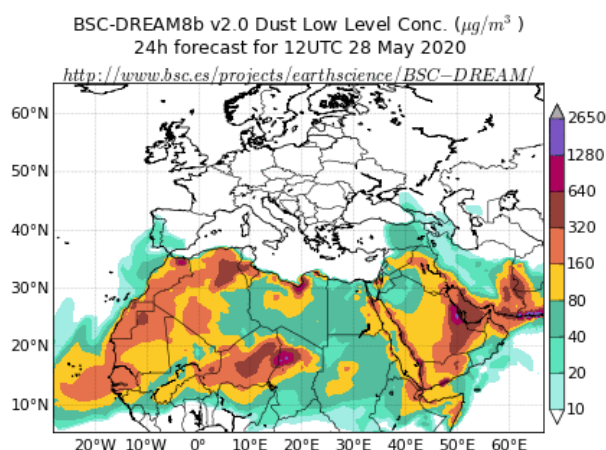 BSC-DREAM8b v2.0 Dust Low Level Conc. (μg/m³ )
24h forecast for 12UTC 28 May 2020
http://www.bsc.es/projects/earthscience/BSC−DREAM/
60°N
50°N
40°N
30°N
20°N
10°N
20°W 10°W 0° 10°E 20°E 30°E 40°E 50°E 60°E
2650
1280
640
320
160
80
40
20
10